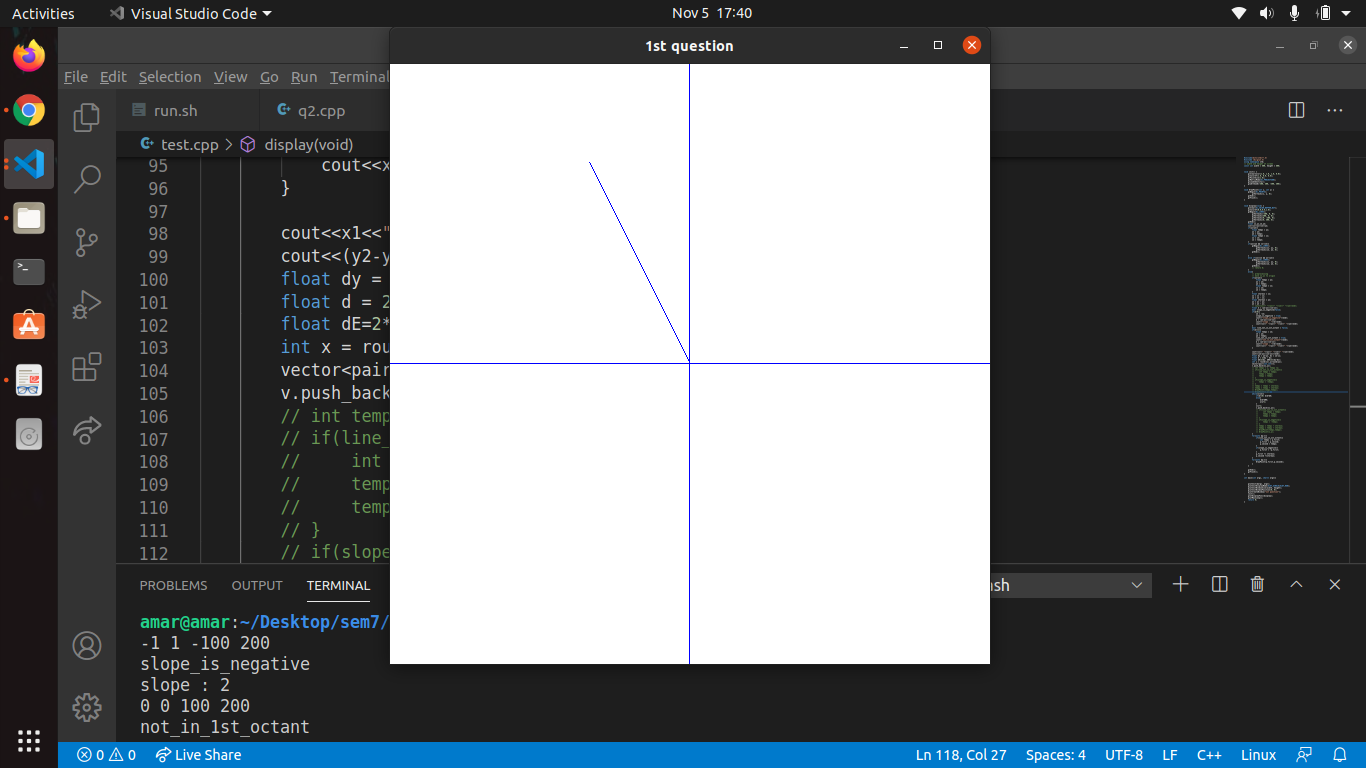 Activities Visual Studio Code Nov 5 17:40
1st question
File Edit Selection View Go Run Terminal
run.sh q2.cpp
test.cpp > display(void)
95 cout<<x
96 }
97
98 cout<<x1<<"
99 cout<<(y2-y
100 float dy =
101 float d = 2
102 float dE=2*
103 int x = rou
104 vector<pair
105 v.push_back
106 // int temp
107 // if(line_
108 // int
109 // temp
110 // temp
111 // }
112 // if(slope
PROBLEMS OUTPUT TERMINAL
amar@amar:~/Desktop/sem7/
-1 1 -100 200
slope_is_negative
slope : 2
0 0 100 200
not_in_1st_octant
0 0 Live Share Ln 118, Col 27 Spaces: 4 UTF-8 LF C++ Linux